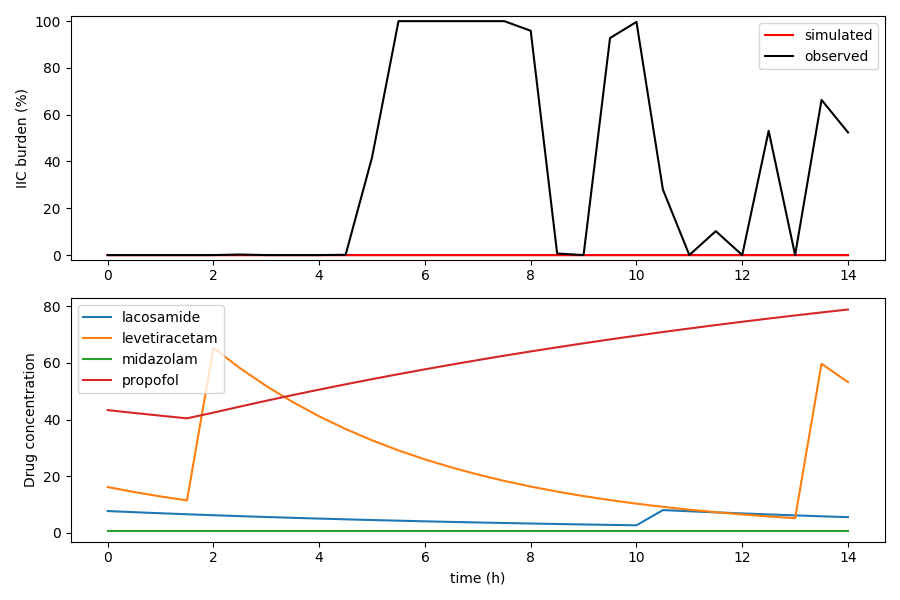 100
80
60
40
20
0
IIC burden (%)
simulated
observed
0 2 4 6 8 10 12 14
80
60
40
20
0
Drug concentration
lacosamide
levetiracetam
midazolam
propofol
0 2 4 6 8 10 12 14
time (h)